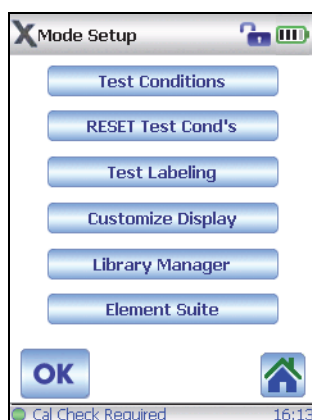 Mode Setup
Test Conditions
RESET Test Cond's
Test Labeling
Customize Display
Library Manager
Element Suite
OK
Cal Check Required 16:13